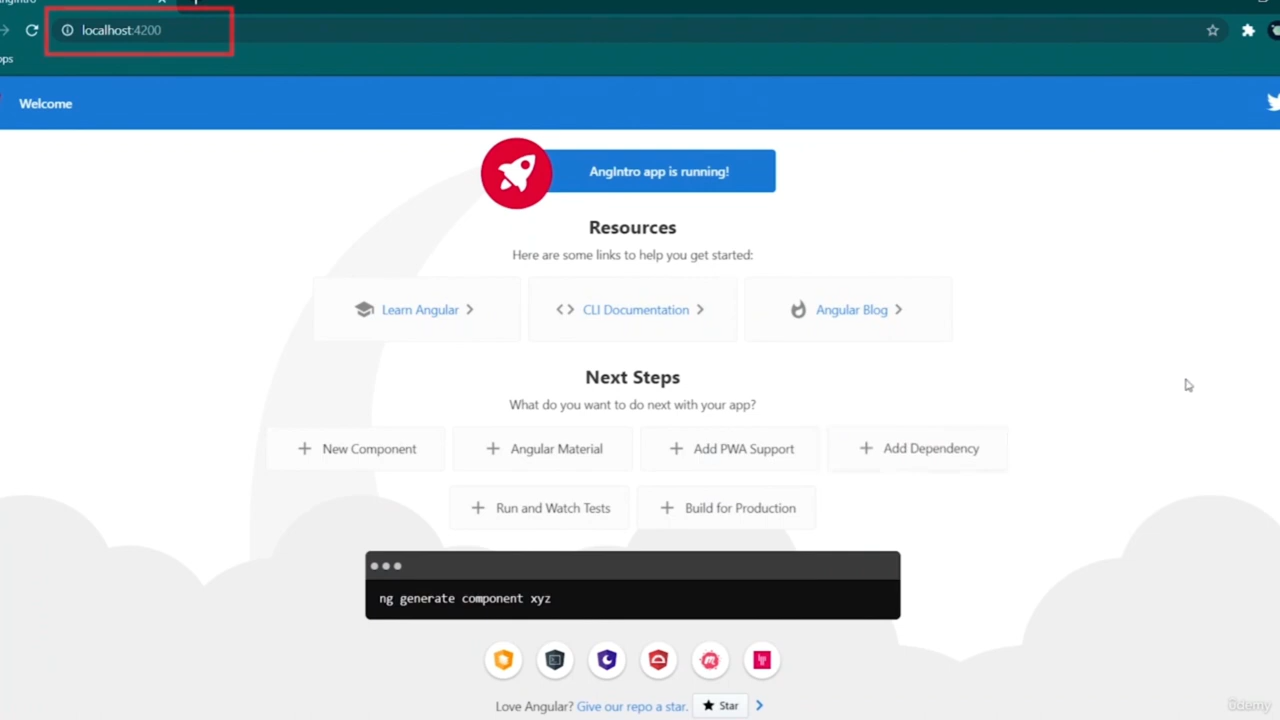 localhost:4200
Welcome
AngIntro app is running!
Resources
Here are some links to help you get started:
Learn Angular
CLI Documentation
Angular Blog
Next Steps
What do you want to do next with your app?
New Component
Angular Material
Add PWA Support
Add Dependency
Run and Watch Tests
Build for Production
ng generate component xyz
Love Angular? Give our repo a star. Star
ûdemy